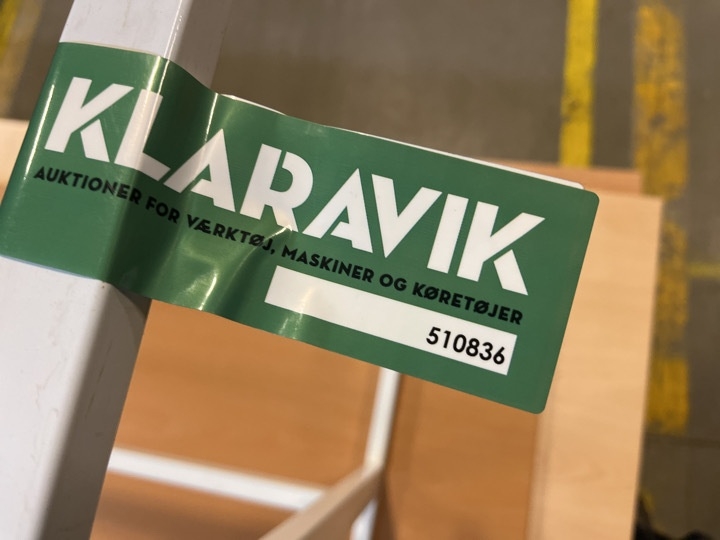 KLARAVIK
AUKTIONER FOR VÆRKTØJ, MASKINER OG KØRETØJER
510836